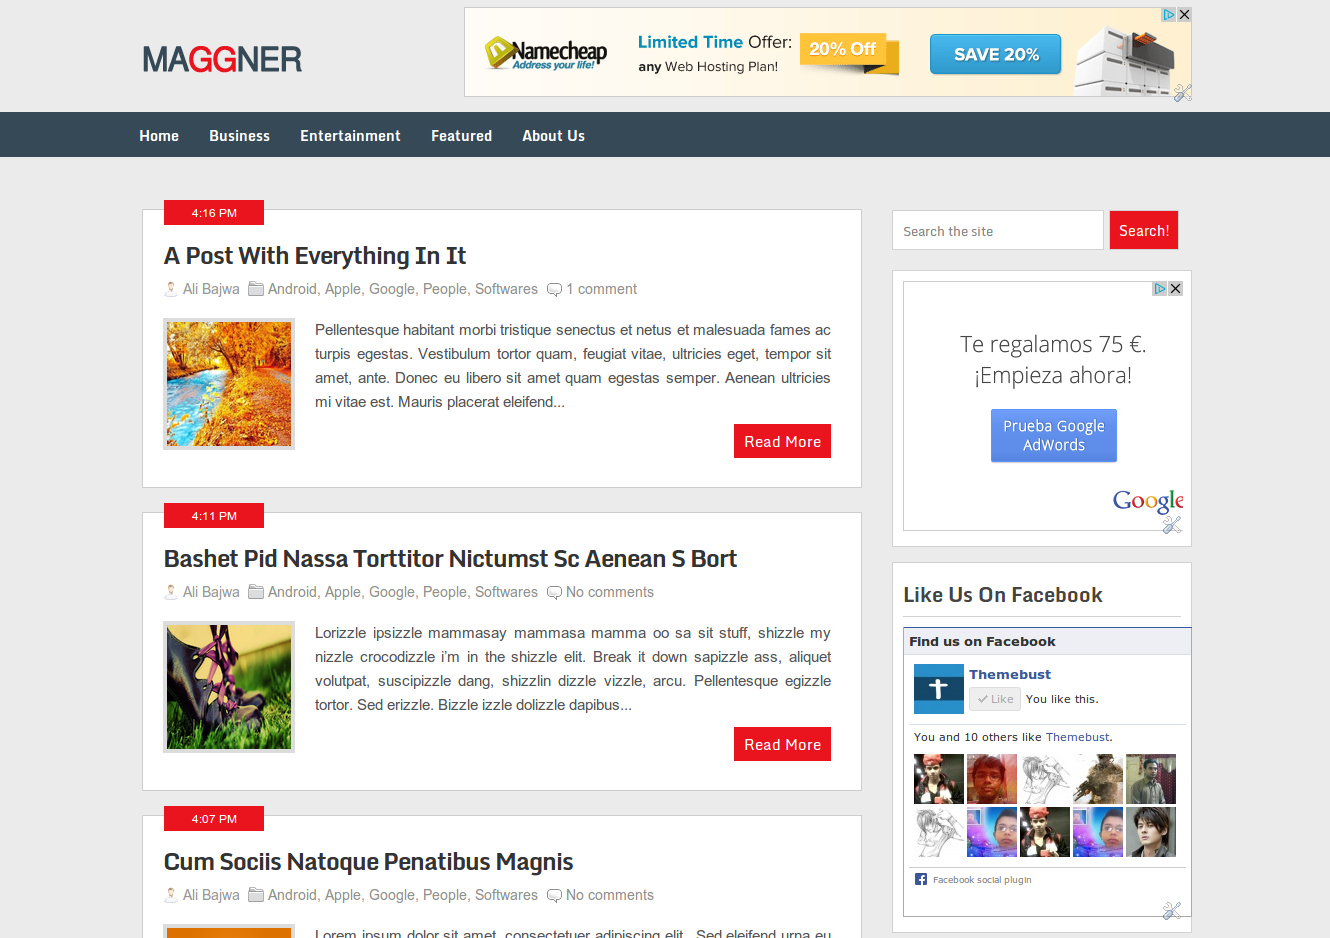 MAGGNER
Namecheap
Address your life!
Limited Time Offer:
any Web Hosting Plan!
20% Off
SAVE 20%
Home Business Entertainment Featured About Us
4:16 PM
A Post With Everything In It
Ali Bajwa Android, Apple, Google, People, Softwares 1 comment
Pellentesque habitant morbi tristique senectus et netus et malesuada fames ac
turpis egestas. Vestibulum tortor quam, feugiat vitae, ultricies eget, tempor sit
amet, ante. Donec eu libero sit amet quam egestas semper. Aenean ultricies
mi vitae est. Mauris placerat eleifend...
Read More
4:11 PM
Bashet Pid Nassa Torttitor Nictumst Sc Aenean S Bort
Ali Bajwa Android, Apple, Google, People, Softwares No comments
Lorizzle ipsizzle mammasay mammasa mamma oo sa sit stuff, shizzle my
nizzle crocodizzle i'm in the shizzle elit. Break it down sapizzle ass, aliquet
volutpat, suscipizzle dang, shizzlin dizzle vizzle, arcu. Pellentesque egizzle
tortor. Sed erizzle. Bizzle izzle dolizzle dapibus...
Read More
4:07 PM
Cum Sociis Natoque Penatibus Magnis
Ali Bajwa Android, Apple, Google, People, Softwares No comments
Lorem ipsum dolor sit amet, consectetuer adipiscing elit. Sed eleifend urna eu
Search the site
Search!
Te regalamos 75 €.
¡Empieza ahora!
Prueba Google
AdWords
Google
Like Us On Facebook
Find us on Facebook
Themebust
Like You like this.
You and 10 others like Themebust.
Facebook social plugin